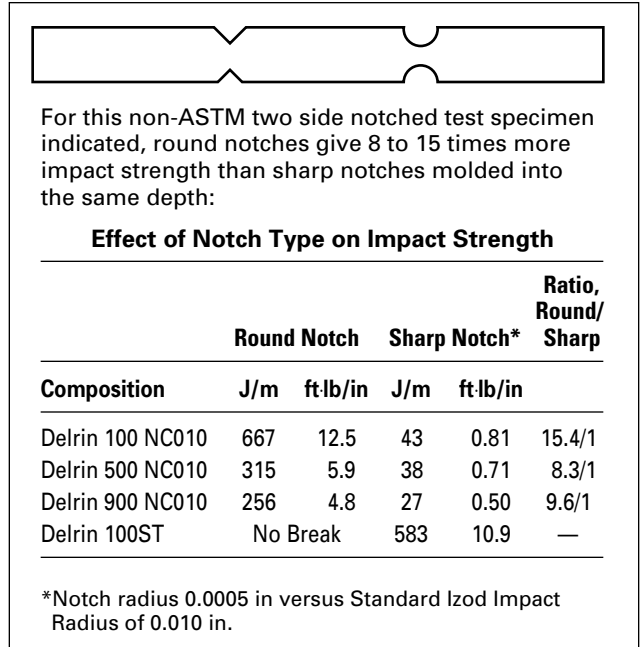 For this non-ASTM two side notched test specimen
indicated, round notches give 8 to 15 times more
impact strength than sharp notches molded into
the same depth:
Effect of Notch Type on Impact Strength
Ratio,
Round/
Round Notch Sharp Notch* Sharp
Composition J/m ft·lb/in J/m ft·lb/in
Delrin 100 NC010 667 12.5 43 0.81 15.4/1
Delrin 500 NC010 315 5.9 38 0.71 8.3/1
Delrin 900 NC010 256 4.8 27 0.50 9.6/1
Delrin 100ST No Break 583 10.9 —
*Notch radius 0.0005 in versus Standard Izod Impact
Radius of 0.010 in.